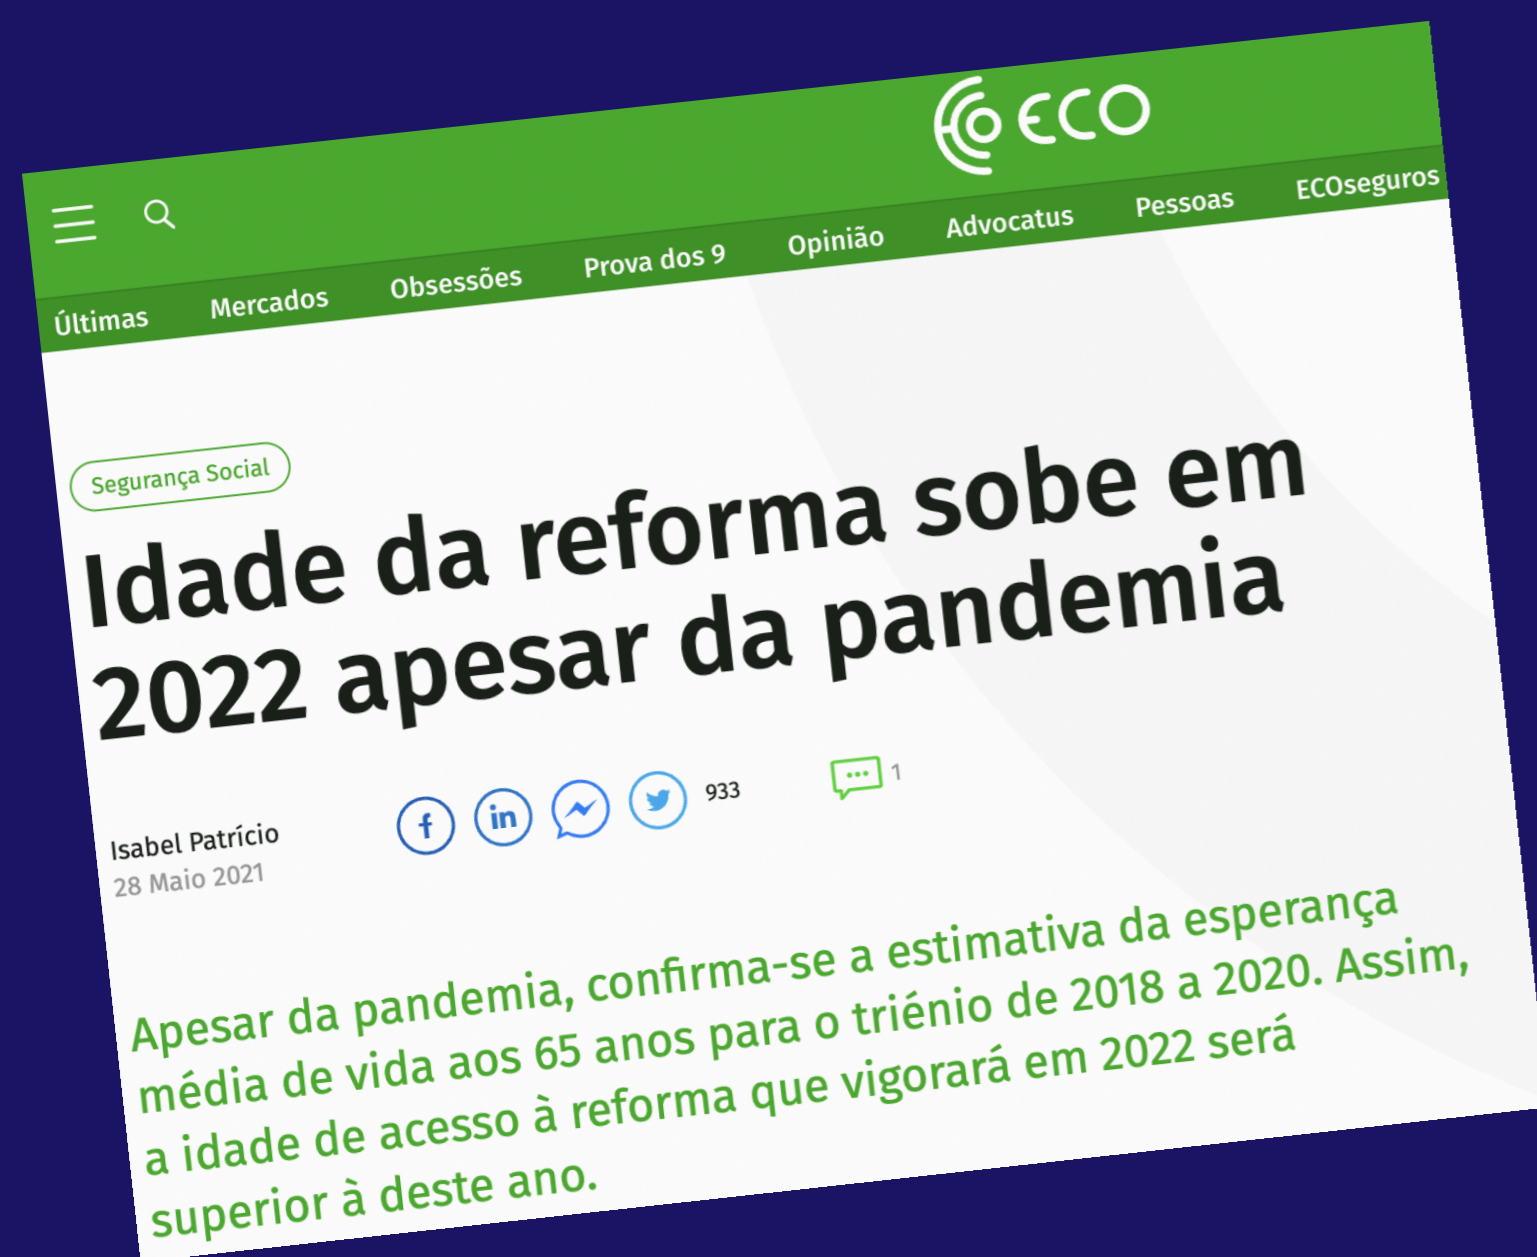 ECO
Últimas Mercados Obsessões Prova dos 9 Opinião Advocatus Pessoas ECOseguros
Segurança Social
Idade da reforma sobe em
2022 apesar da pandemia
Isabel Patrício
28 Maio 2021
f in 933 1
Apesar da pandemia, confirma-se a estimativa da esperança
média de vida aos 65 anos para o triénio de 2018 a 2020. Assim,
a idade de acesso à reforma que vigorará em 2022 será
superior à deste ano.